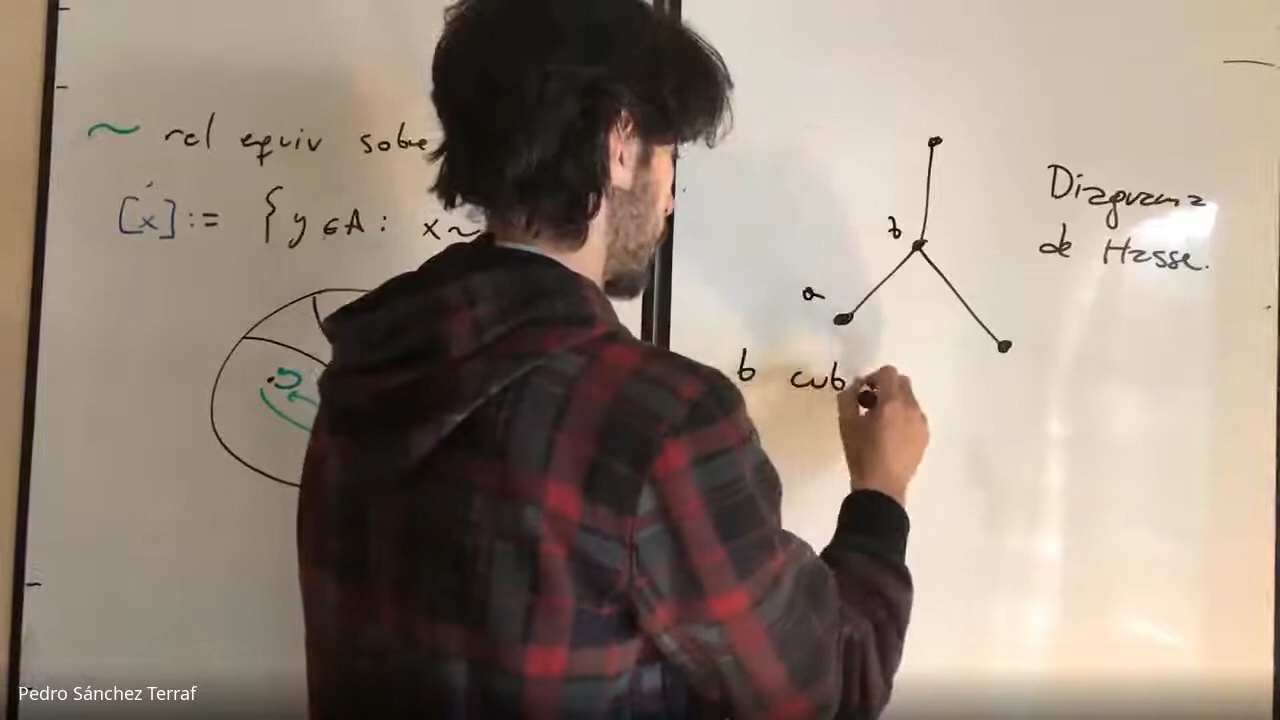 ~ rel equiv sobre
[x] := { y ∈ A : x ~
b
a
b cub
Diagrama
de Hasse.
Pedro Sánchez Terraf